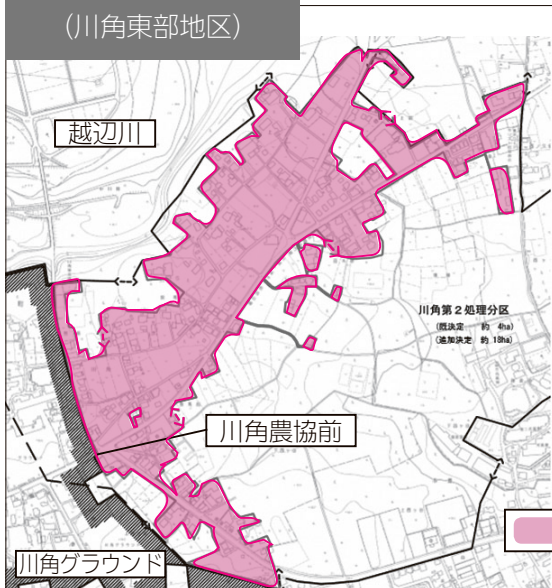 (川角東部地区)
越辺川
川角第2処理分区
(既決定 約 4ha)
(追加決定 約 18ha)
川角農協前
川角グラウンド